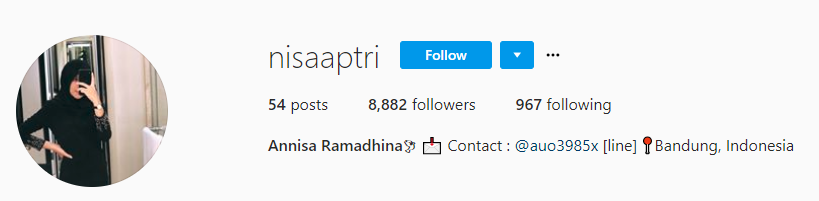 nisaaptri Follow
54 posts 8,882 followers 967 following
Annisa Ramadhina🕊 📩 Contact : @auo3985x [line] 📍Bandung, Indonesia